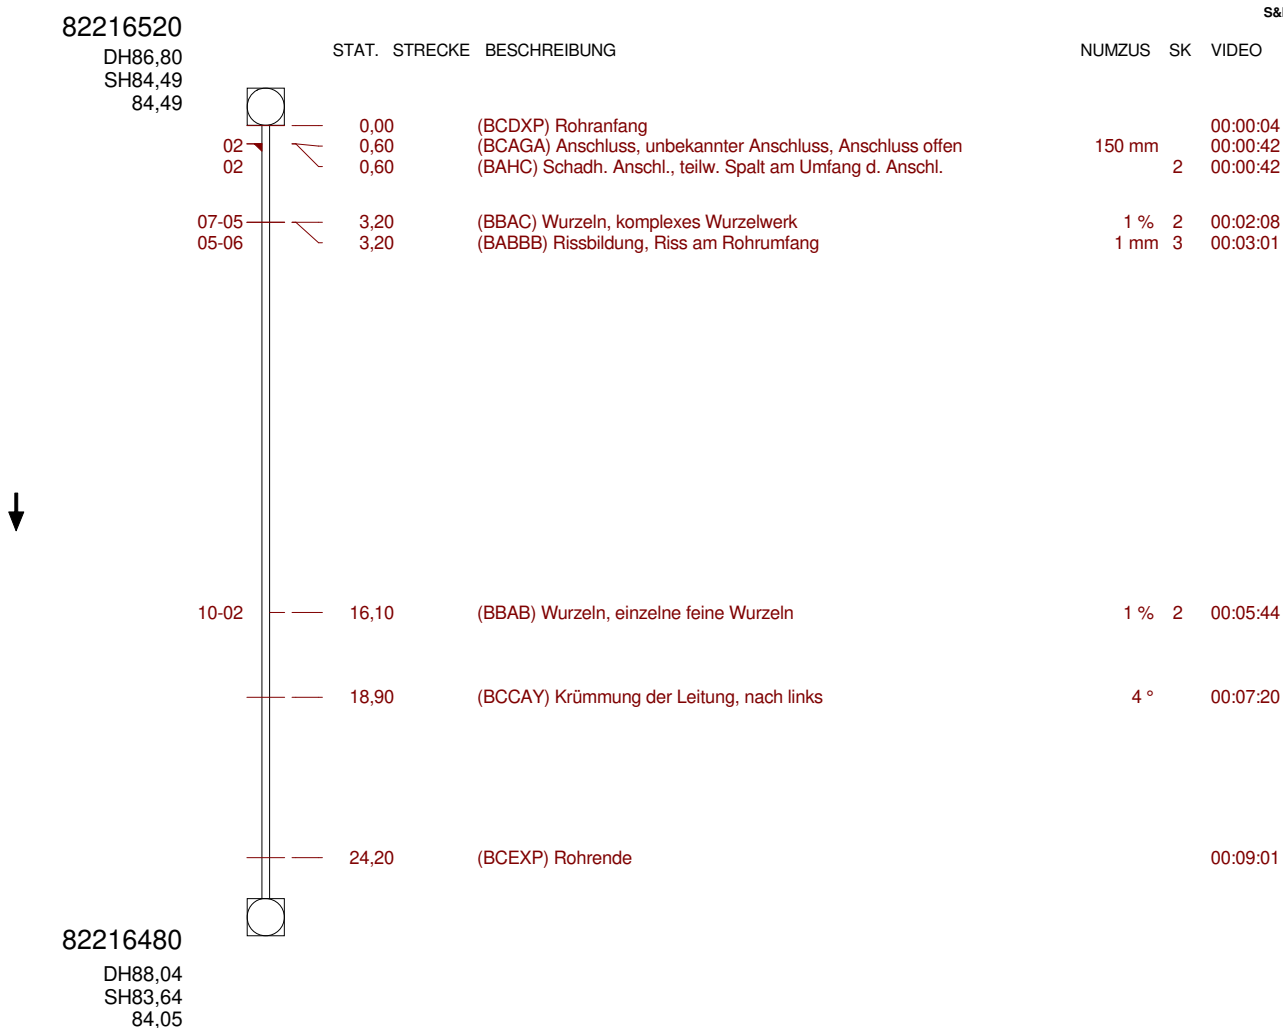 S&
82216520
DH86,80
SH84,49
84,49
STAT. STRECKE BESCHREIBUNG NUMZUS SK VIDEO
0,00 (BCDXP) Rohranfang 00:00:04
02 0,60 (BCAGA) Anschluss, unbekannter Anschluss, Anschluss offen 150 mm 00:00:42
02 0,60 (BAHC) Schadh. Anschl., teilw. Spalt am Umfang d. Anschl. 2 00:00:42
07-05 3,20 (BBAC) Wurzeln, komplexes Wurzelwerk 1 % 2 00:02:08
05-06 3,20 (BABBB) Rissbildung, Riss am Rohrumfang 1 mm 3 00:03:01
10-02 16,10 (BBAB) Wurzeln, einzelne feine Wurzeln 1 % 2 00:05:44
18,90 (BCCAY) Krümmung der Leitung, nach links 4 ° 00:07:20
24,20 (BCEXP) Rohrende 00:09:01
82216480
DH88,04
SH83,64
84,05